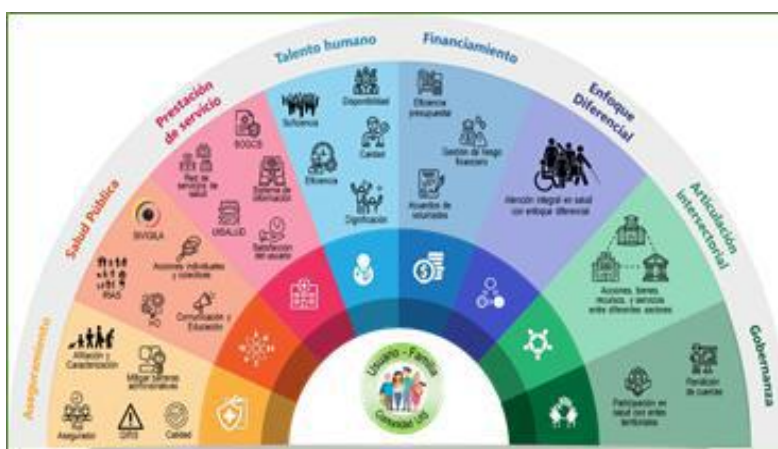 Aseguramiento
Afiliación y
Caracterización
Mitigar barreras
administrativas
Rol
Asegurador
GIRS
Calidad
Salud Pública
SIVIGILA
Acciones individuales
y colectivas
RIAS
Comunicación y
Educación
Prestación
de servicio
SOGCS
Red de
servicios de
salud
Sistema de
información
UISALUD
Satisfacción
del usuario
Talento humano
Suficiencia
Disponibilidad
Calidad
Eficiencia
Dignificación
Financiamiento
Eficiencia
presupuestal
Gestión de riesgo
financiero
Acuerdos de
voluntades
Enfoque
Diferencial
Atención integral en salud
con enfoque diferencial
Articulación
intersectorial
Acciones, bienes,
recursos, y servicios
entre diferentes sectores
Gobernanza
Participación en
salud con entes
territoriales
Rendición
de cuentas
Usuario - Familia
Comunidad UIS